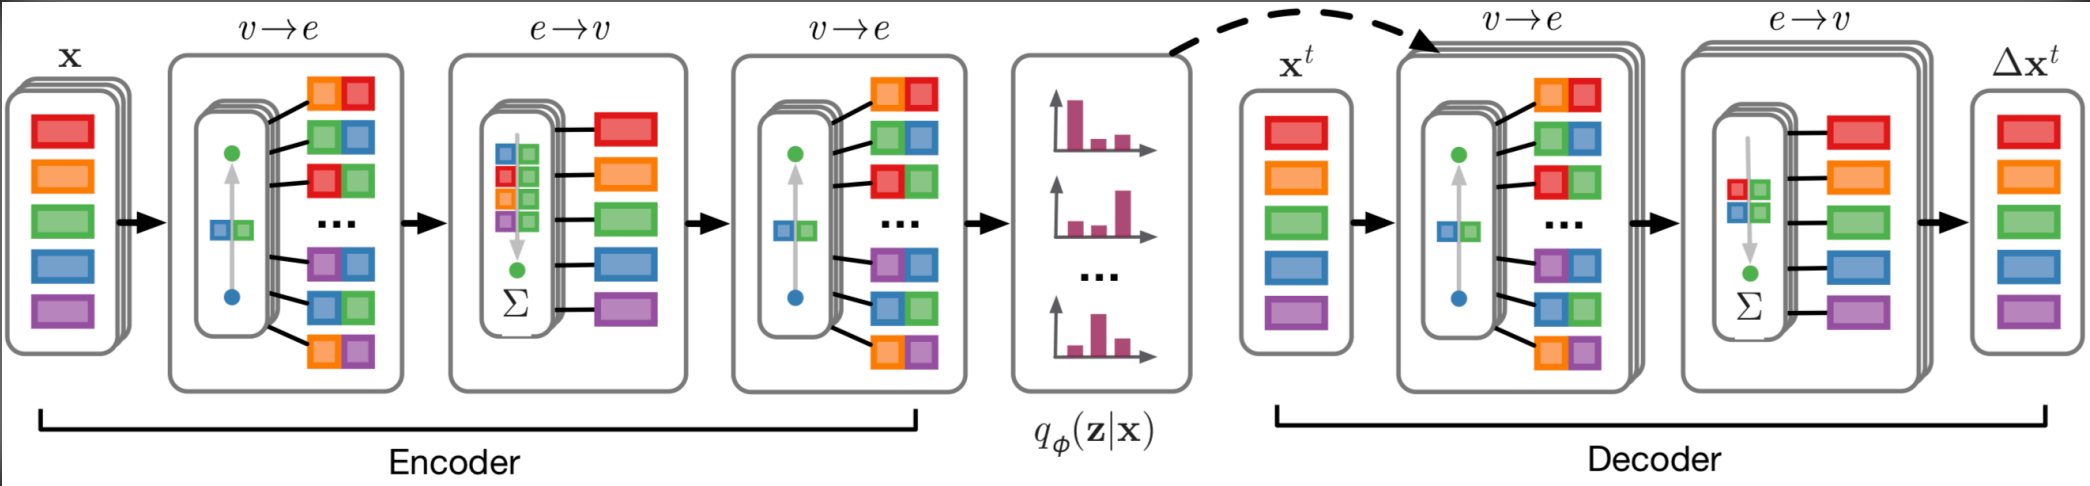 x
v→e
e→v
v→e
...
Σ
...
...
q_ϕ(z|x)
Encoder
x^t
v→e
e→v
Δx^t
...
Σ
Decoder